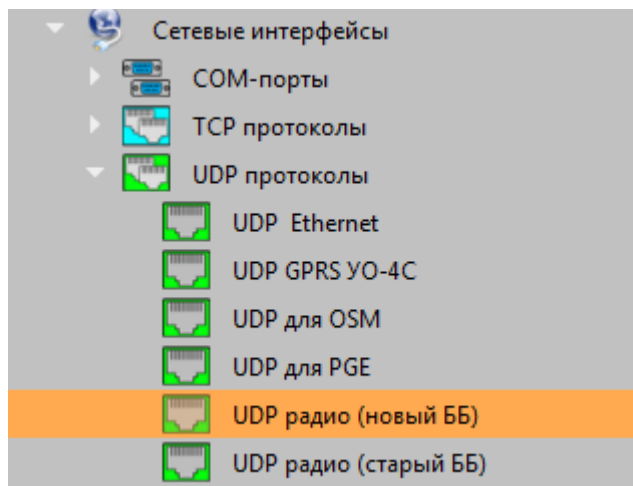 Сетевые интерфейсы
COM-порты
TCP протоколы
UDP протоколы
UDP Ethernet
UDP GPRS УО-4С
UDP для OSM
UDP для PGE
UDP радио (новый ББ)
UDP радио (старый ББ)